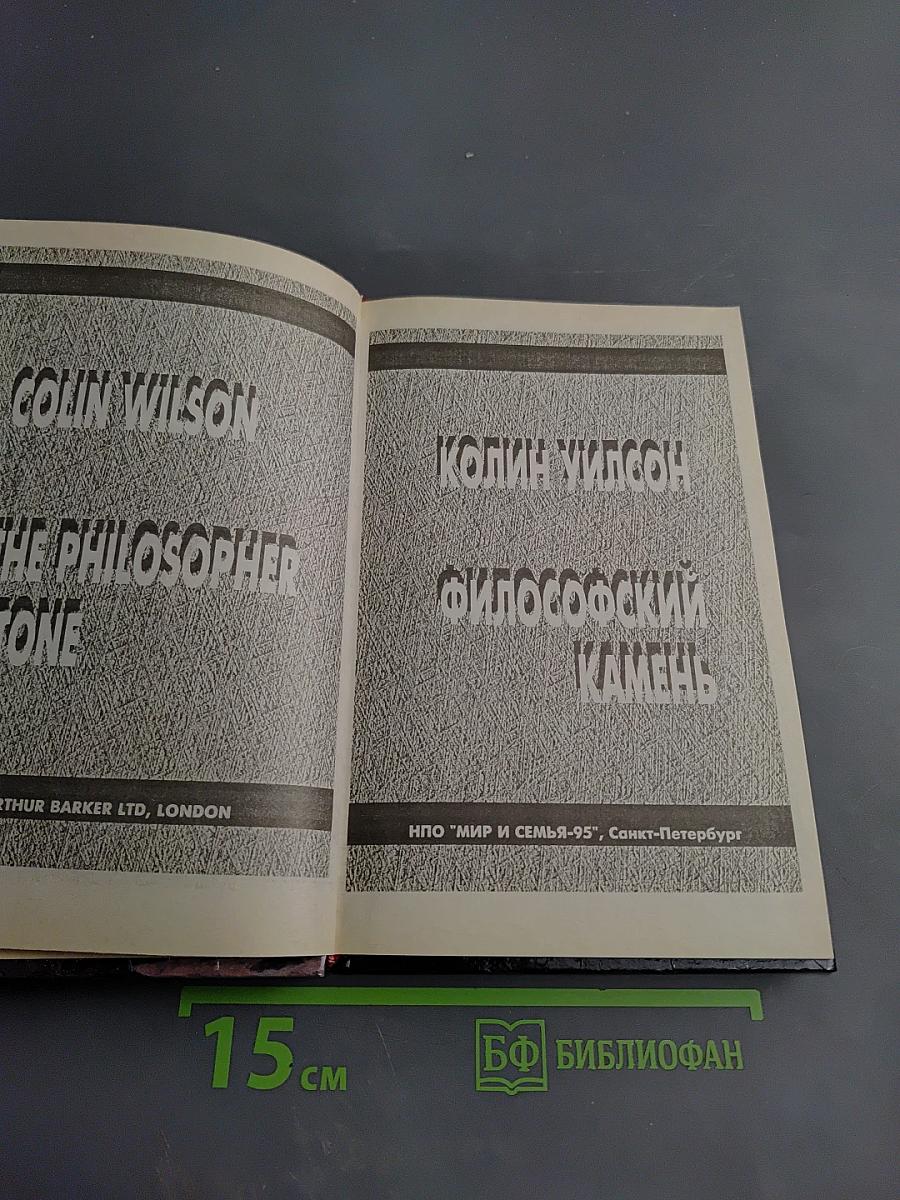 COLIN WILSON
THE PHILOSOPHER
TONE
RTHUR BARKER LTD, LONDON
КОЛИН УИЛСОН
ФИЛОСОФСКИЙ
КАМЕНЬ
НПО "МИР И СЕМЬЯ-95", Санкт-Петербург
15 см
БФ БИБЛИОФАН